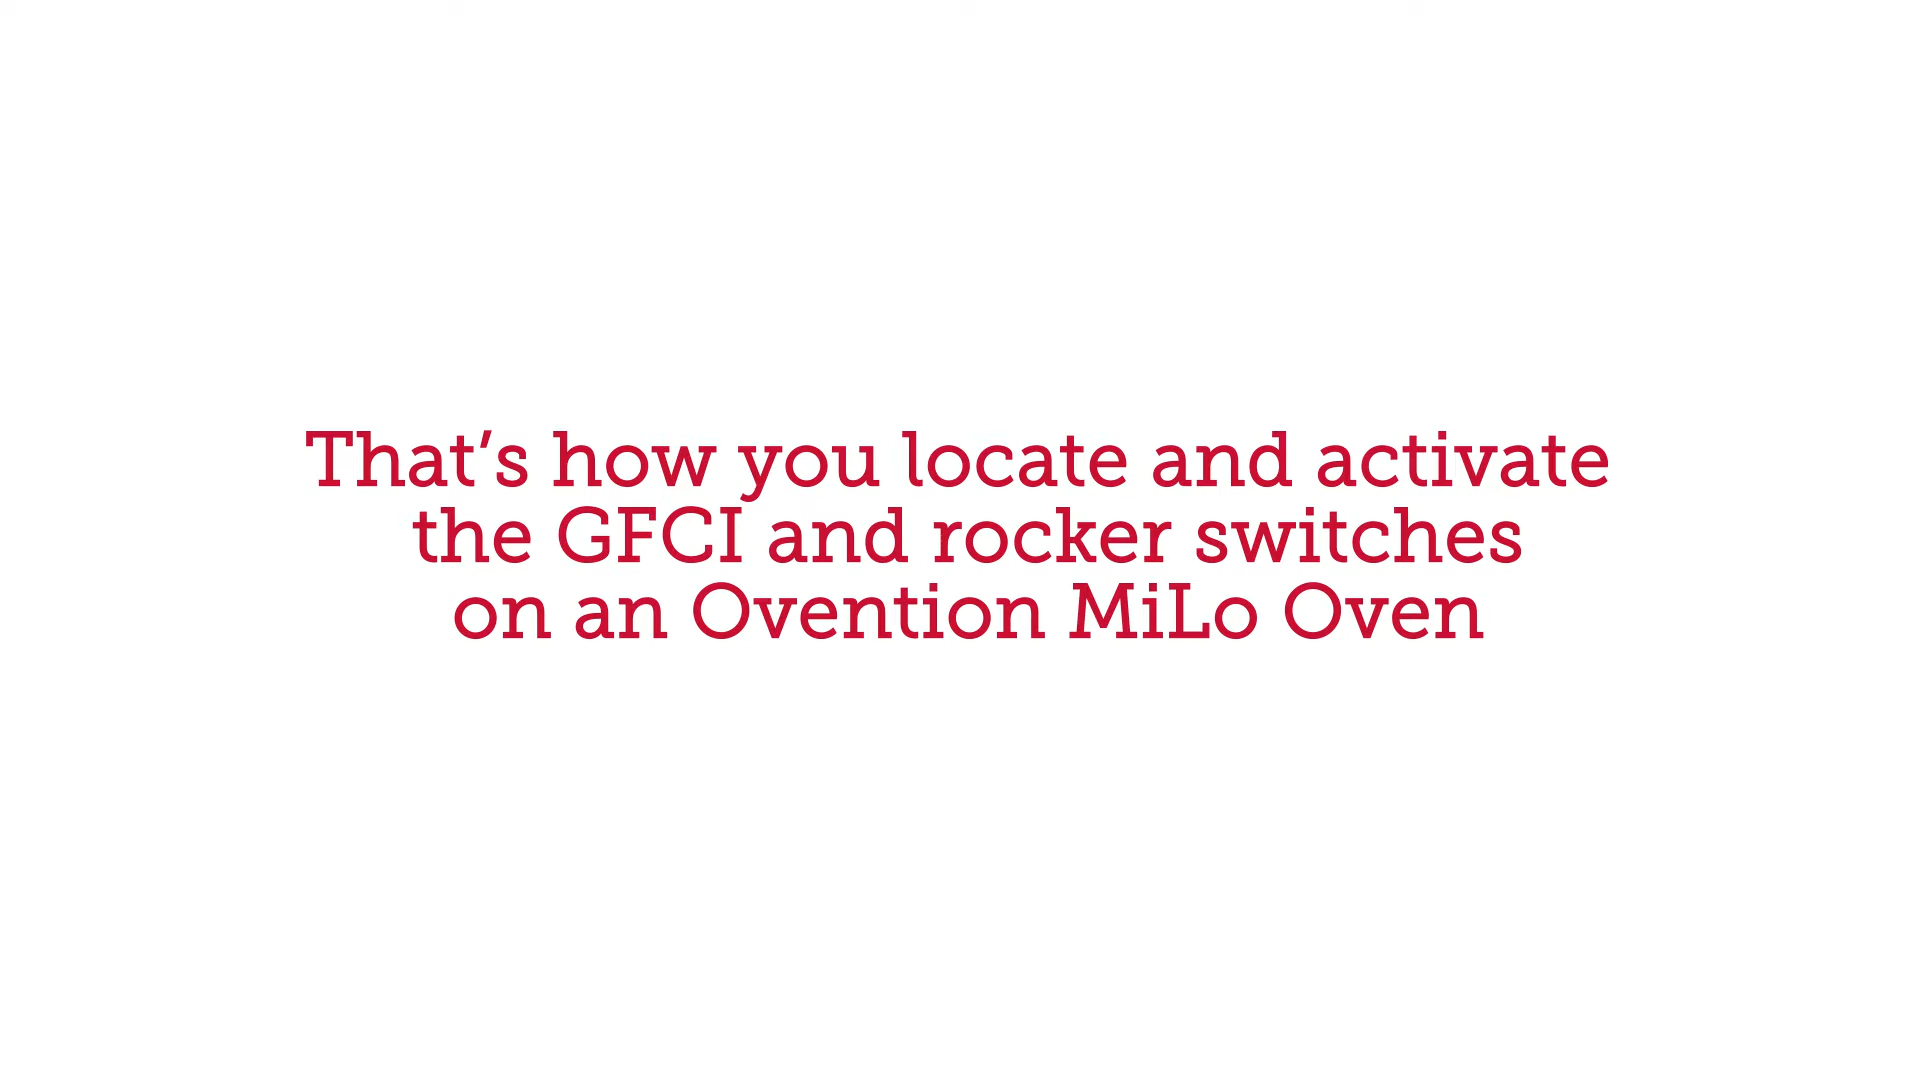 That’s how you locate and activate
the GFCI and rocker switches
on an Ovention MiLo Oven